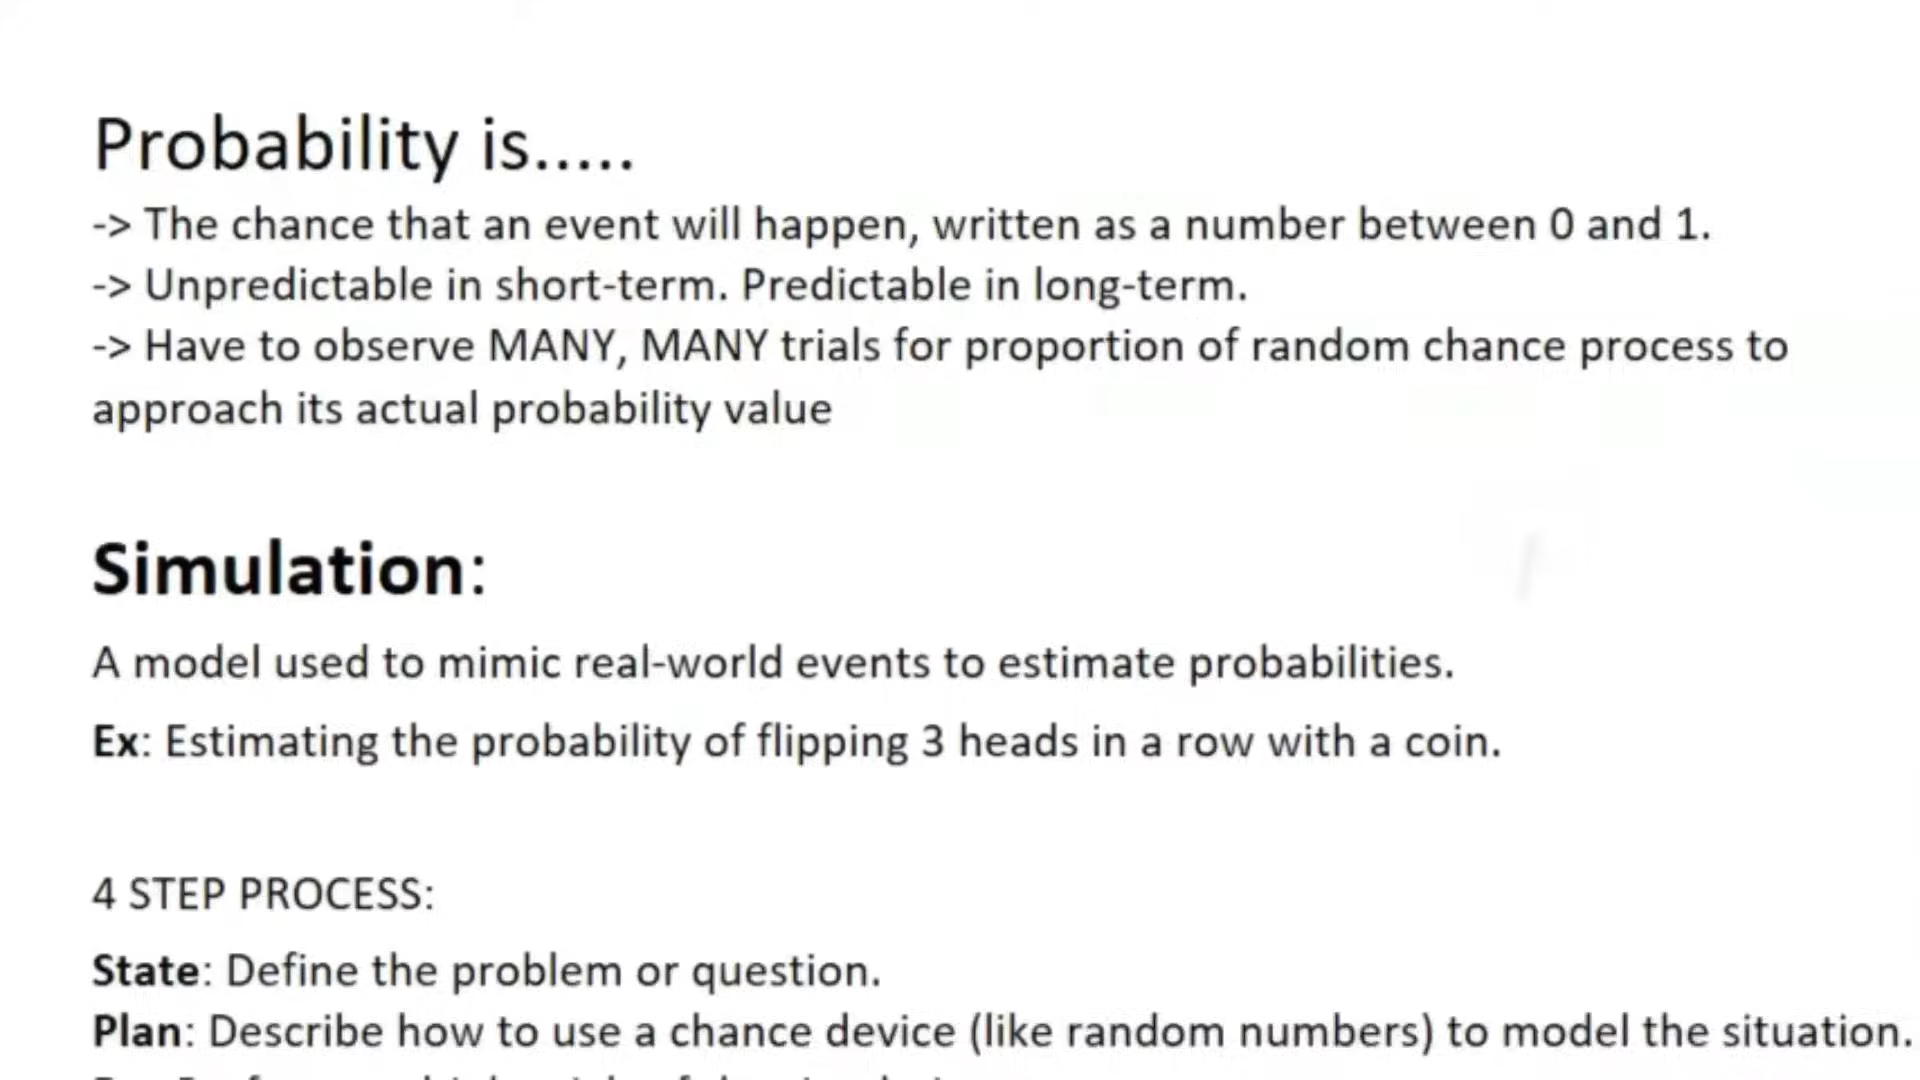 Probability is.....
-> The chance that an event will happen, written as a number between 0 and 1.
-> Unpredictable in short-term. Predictable in long-term.
-> Have to observe MANY, MANY trials for proportion of random chance process to
approach its actual probability value
Simulation:
A model used to mimic real-world events to estimate probabilities.
Ex: Estimating the probability of flipping 3 heads in a row with a coin.
4 STEP PROCESS:
State: Define the problem or question.
Plan: Describe how to use a chance device (like random numbers) to model the situation.